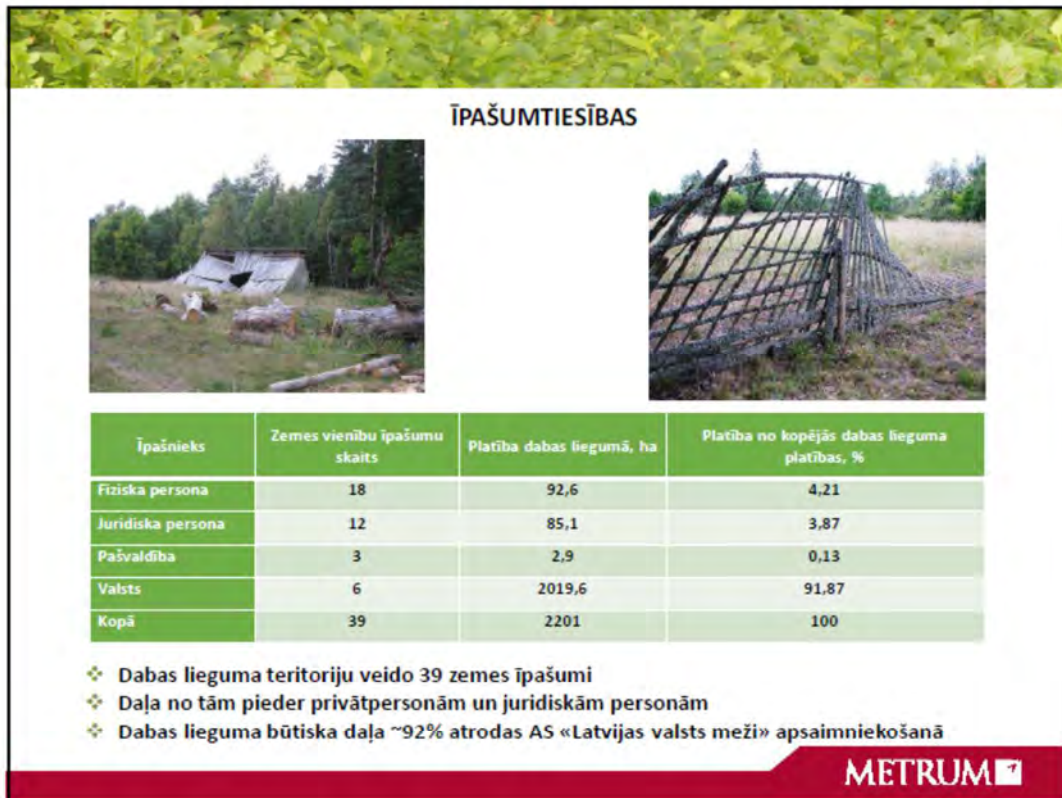 ĪPAŠUMTIESĪBAS
Īpašnieks	Zemes vienību īpašumu skaits	Platība dabas liegumā, ha	Platība no kopējās dabas lieguma platības, %
Fiziska persona	18	92,6	4,21
Juridiska persona	12	85,1	3,87
Pašvaldība	3	2,9	0,13
Valsts	6	2019,6	91,87
Kopā	39	2201	100
❖ Dabas lieguma teritoriju veido 39 zemes īpašumi
❖ Daļa no tām pieder privātpersonām un juridiskām personām
❖ Dabas lieguma būtiska daļa ~92% atrodas AS «Latvijas valsts meži» apsaimniekošanā
METRUM